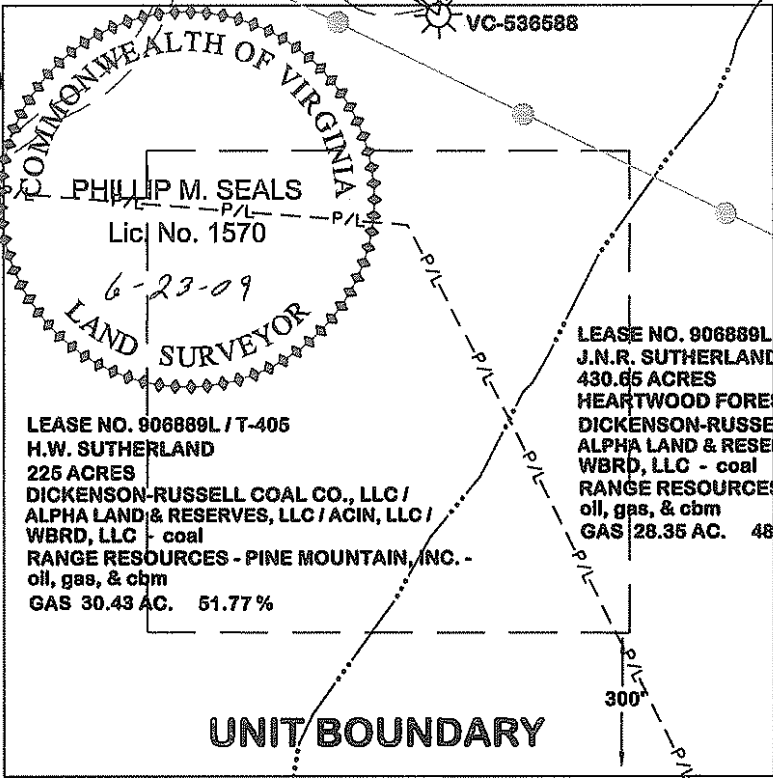 VC-536588
COMMONWEALTH OF VIRGINIA
PHILLIP M. SEALS
Lic. No. 1570
6-23-09
LAND SURVEYOR
P/L
P/L
P/L
P/L
P/L
P/L
P/L
P/L
P/L
LEASE NO. 906889L
J.N.R. SUTHERLAND
430.65 ACRES
HEARTWOOD FORES
DICKENSON-RUSSE
ALPHA LAND & RESE
WBRD, LLC - coal
RANGE RESOURCES
oil, gas, & cbm
GAS 28.35 AC. 48
LEASE NO. 906889L / T-405
H.W. SUTHERLAND
225 ACRES
DICKENSON-RUSSELL COAL CO., LLC /
ALPHA LAND & RESERVES, LLC / ACIN, LLC /
WBRD, LLC - coal
RANGE RESOURCES - PINE MOUNTAIN, INC. -
oil, gas, & cbm
GAS 30.43 AC. 51.77%
300'
UNIT BOUNDARY